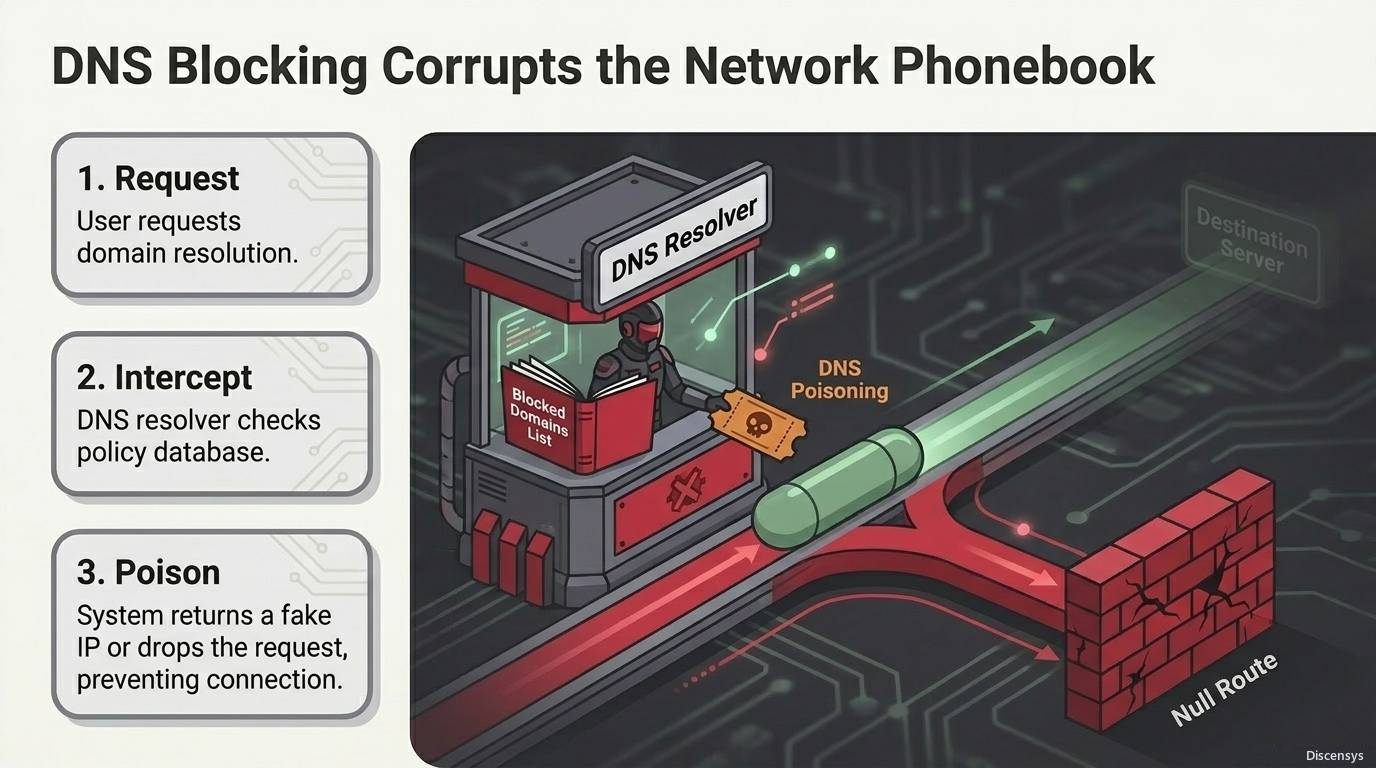 DNS Blocking Corrupts the Network Phonebook
1. Request
User requests
domain resolution.
2. Intercept
DNS resolver checks
policy database.
3. Poison
System returns a fake
IP or drops the request,
preventing connection.
DNS Resolver
Blocked
Domains
List
DNS
Poisoning
Destination
Server
Null Route
Discensys